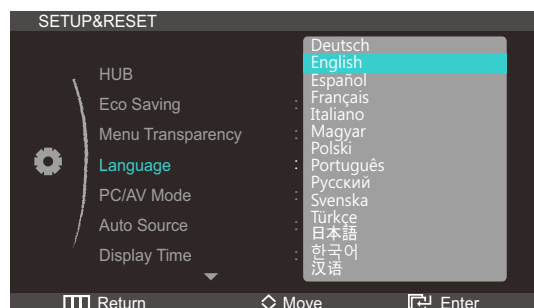 SETUP&RESET
HUB
Eco Saving :
Menu Transparency :
Language :
PC/AV Mode :
Auto Source :
Display Time :
Deutsch
English
Español
Français
Italiano
Magyar
Polski
Português
Русский
Svenska
Türkçe
日本語
한국어
汉语
Return Move Enter